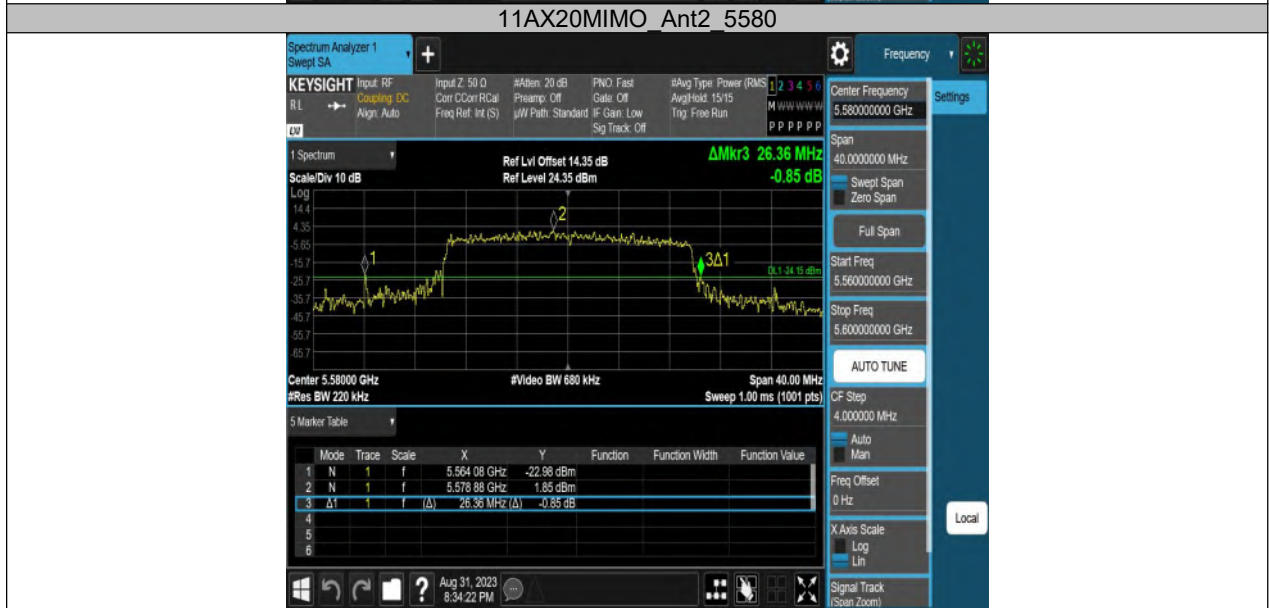 11AX20MIMO_Ant2_5580
Spectrum Analyzer 1
Swept SA
+
Frequency
KEYSIGHT
RL
LXI
Input: RF
Coupling: DC
Align: Auto
Input Z: 50 Ω
Corr CCorr RCal
Freq Ref: Int (S)
#Atten: 20 dB
Preamp: Off
µW Path: Standard
PNO: Fast
Gate: Off
IF Gain: Low
Sig Track: Off
#Avg Type: Power (RMS
Avg|Hold: 15/15
Trig: Free Run
1 2 3 4 5 6
M W W W W W
P P P P P P
1 Spectrum
Scale/Div 10 dB
Ref Lvl Offset 14.35 dB
Ref Level 24.35 dBm
ΔMkr3 26.36 MHz
-0.85 dB
Log
14.4
4.35
-5.65
-15.7
-25.7
-35.7
-45.7
-55.7
-65.7
1
2
3Δ1
DL1 -24.15 dBm
Center 5.58000 GHz
#Res BW 220 kHz
#Video BW 680 kHz
Span 40.00 MHz
Sweep 1.00 ms (1001 pts)
5 Marker Table
Mode Trace Scale X Y Function Function Width Function Value
1 N 1 f 5.564 08 GHz -22.98 dBm
2 N 1 f 5.578 88 GHz 1.85 dBm
3 Δ1 1 f (Δ) 26.36 MHz (Δ) -0.85 dB
4
5
6
?
Aug 31, 2023
8:34:22 PM
Center Frequency
5.580000000 GHz
Span
40.0000000 MHz
Swept Span
Zero Span
Full Span
Start Freq
5.560000000 GHz
Stop Freq
5.600000000 GHz
AUTO TUNE
CF Step
4.000000 MHz
Auto
Man
Freq Offset
0 Hz
X Axis Scale
Log
Lin
Signal Track
(Span Zoom)
Settings
Local